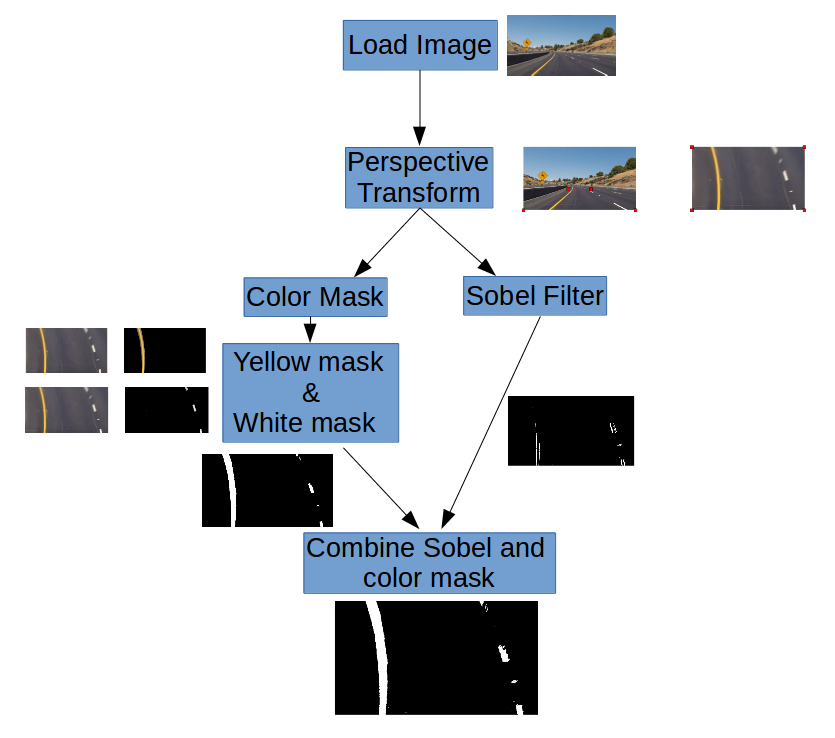 Load Image
Perspective
Transform
Color Mask
Sobel Filter
Yellow mask
&
White mask
Combine Sobel and
color mask